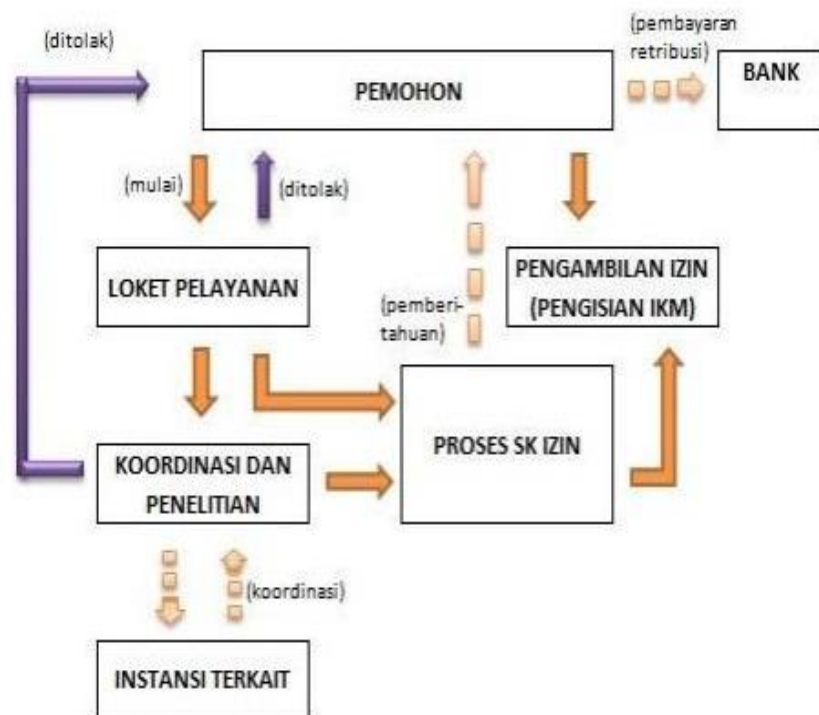 (ditolak)
(pembayaran
retribusi)
BANK
PEMOHON
(mulai)
(ditolak)
LOKET PELAYANAN
(pemberi-
tahuan)
PENGAMBILAN IZIN
(PENGISIAN IKM)
PROSES SK IZIN
KOORDINASI DAN
PENELITIAN
(koordinasi)
INSTANSI TERKAIT